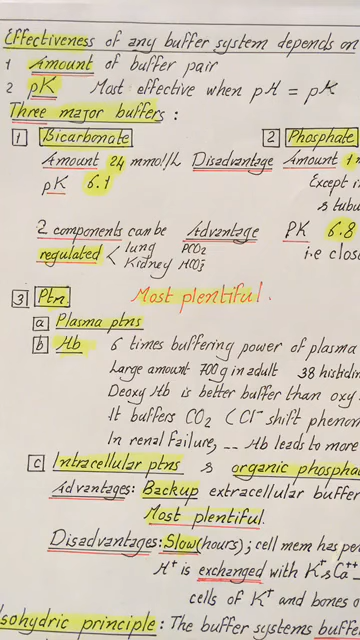 Effectiveness of any buffer system depends on
1 Amount of buffer pair
2 pK Most effective when pH = pK
Three major buffers :
1 Bicarbonate
Amount 24 mmol/L Disadvantage
pK 6.1
2 components can be regulated < lung PCO2 Kidney HCO3- Advantage
2 Phosphate
Amount 1
Except i
& tubu
PK 6.8
i.e close
3 Ptn. Most plentiful.
a Plasma ptns
b Hb 6 times buffering power of plasma
Large amount 700g in adult 38 histidin
Deoxy Hb is better buffer than oxy
It buffers CO2 (Cl- shift phenom
In renal failure, -- Hb leads to more
c Intracellular ptns & organic phospha
Advantages: Backup extracellular buffer
Most plentiful.
Disadvantages: Slow (hours); cell mem has per
H+ is exchanged with K+ & Ca++
cells of K+ and bones o
sohydric principle: The buffer systems buffe